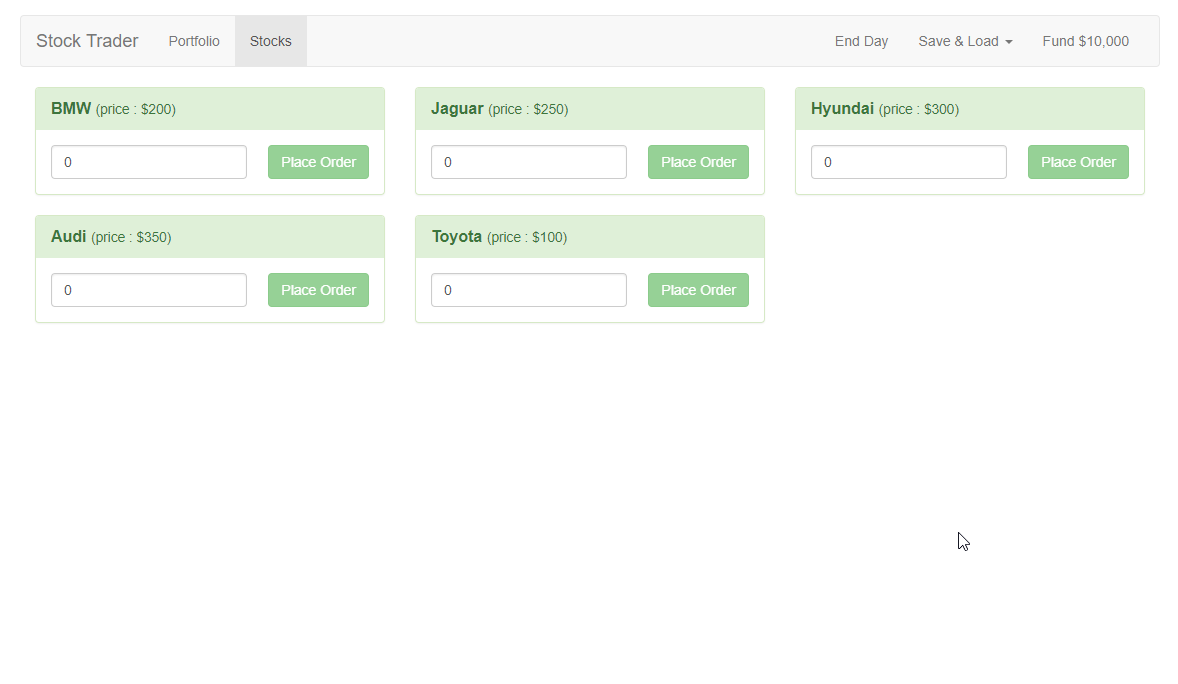 Stock Trader Portfolio Stocks End Day Save & Load Fund $10,000
BMW (price : $200) Jaguar (price : $250) Hyundai (price : $300)
0 Place Order 0 Place Order 0 Place Order
Audi (price : $350) Toyota (price : $100)
0 Place Order 0 Place Order